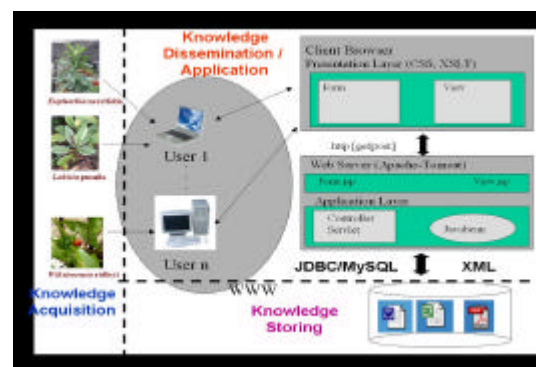 Knowledge
Dissemination /
Application
Client Browser
Presentation Layer (CSS, XSLT)
Form
View
User 1
http [get/post]
Web Server (Apache-Tomcat)
Form.jsp
View.jsp
Application Layer
Controller
Servlet
Javabean
User n
JDBC/MySQL
XML
WWW
Knowledge
Acquisition
Knowledge
Storing